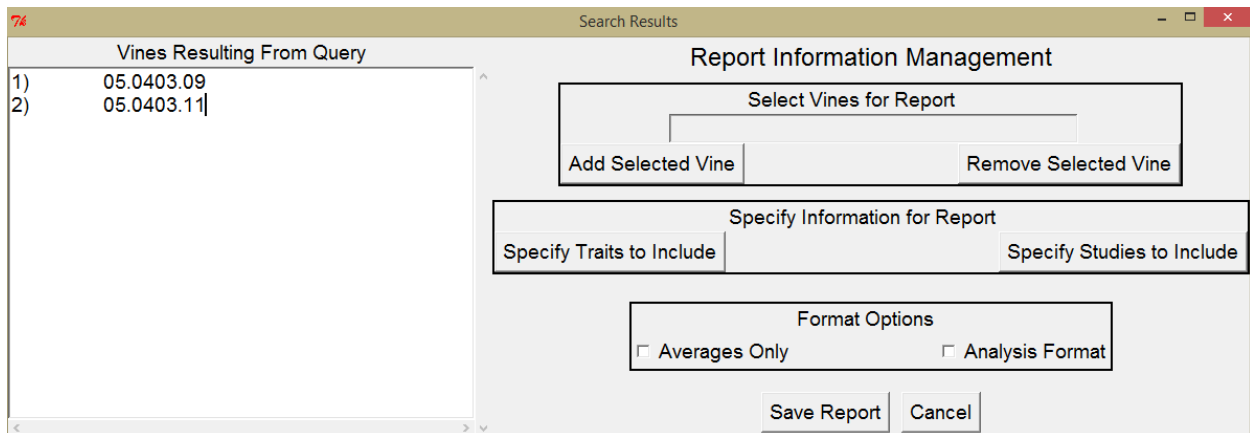 Search Results
Vines Resulting From Query
1) 05.0403.09
2) 05.0403.11
Report Information Management
Select Vines for Report
Add Selected Vine Remove Selected Vine
Specify Information for Report
Specify Traits to Include Specify Studies to Include
Format Options
Averages Only Analysis Format
Save Report Cancel